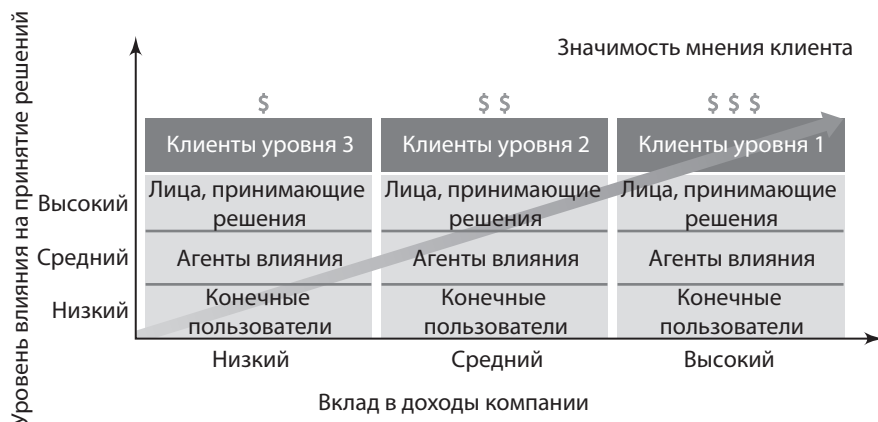 Значимость мнения клиента
Уровень влияния на принятие решений
$ $$ $$$
Клиенты уровня 3 Клиенты уровня 2 Клиенты уровня 1
Высокий
Лица, принимающие решения Лица, принимающие решения Лица, принимающие решения
Средний
Агенты влияния Агенты влияния Агенты влияния
Низкий
Конечные пользователи Конечные пользователи Конечные пользователи
Низкий Средний Высокий
Вклад в доходы компании